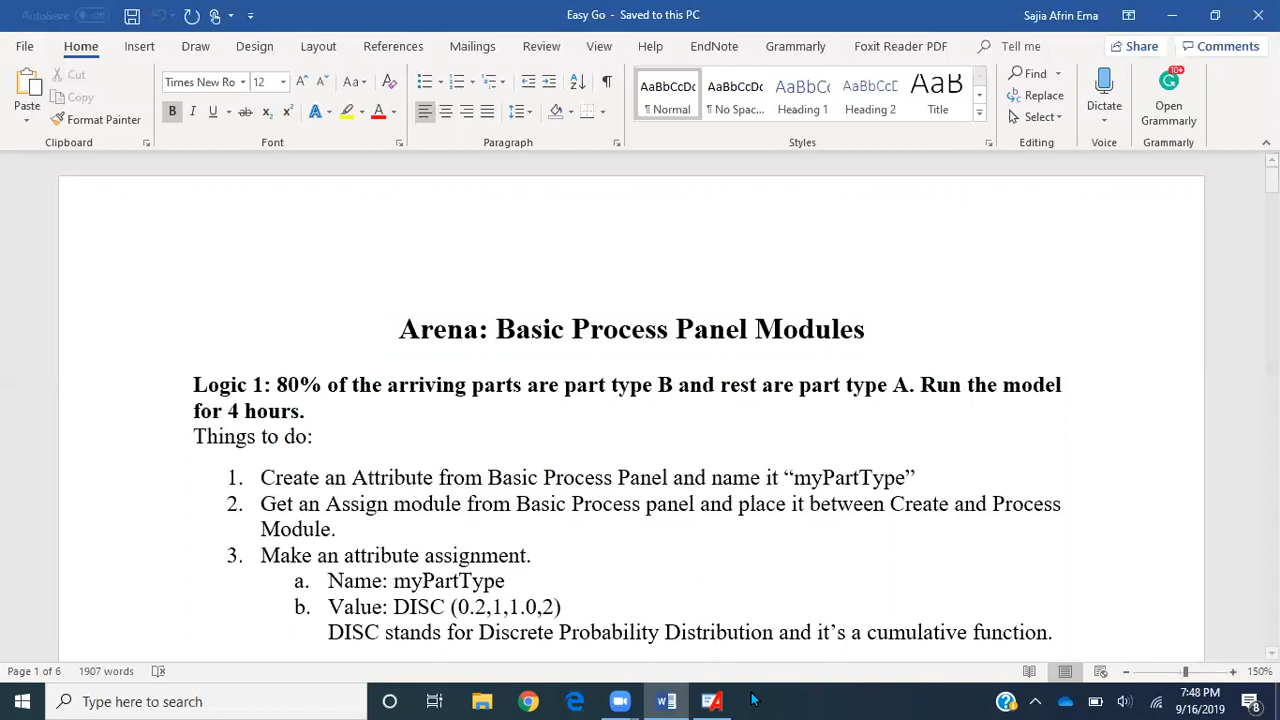 AutoSave
Easy Go - Saved to this PC
Sajia Afrin Ema
File Home Insert Draw Design Layout References Mailings Review View Help EndNote Grammarly Foxit Reader PDF Tell me Share Comments
Paste
Cut
Copy
Format Painter
Times New Ro 12
AaBbCcDc AaBbCcDc AaBbCc AaBbCcC AaB
¶ Normal ¶ No Spac... Heading 1 Heading 2 Title
Find
Replace
Select
Dictate
Open
Grammarly
Clipboard Font Paragraph Styles Editing Voice Grammarly
Arena: Basic Process Panel Modules
Logic 1: 80% of the arriving parts are part type B and rest are part type A. Run the model
for 4 hours.
Things to do:
1. Create an Attribute from Basic Process Panel and name it “myPartType”
2. Get an Assign module from Basic Process panel and place it between Create and Process
Module.
3. Make an attribute assignment.
a. Name: myPartType
b. Value: DISC (0.2,1,1.0,2)
DISC stands for Discrete Probability Distribution and it’s a cumulative function.
Page 1 of 6 1907 words 150%
Type here to search
7:48 PM
9/16/2019